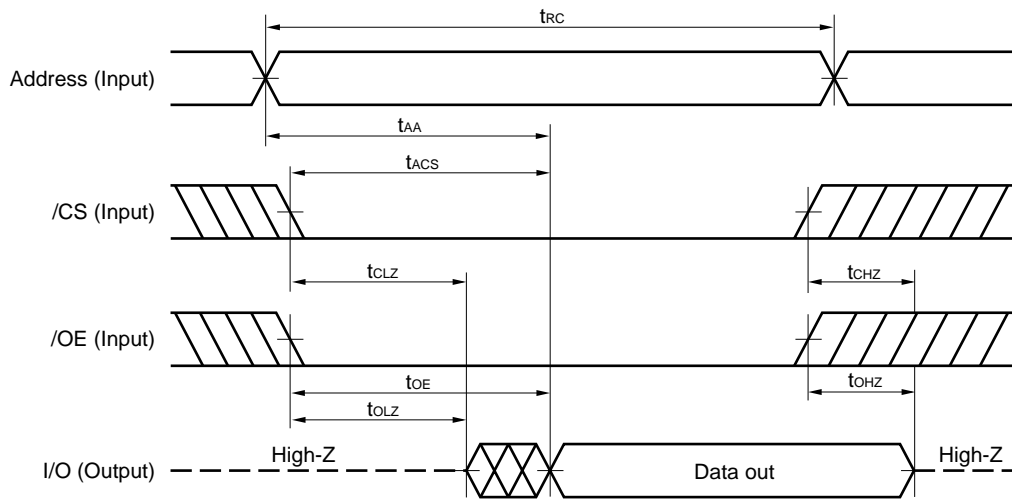 tRC
Address (Input)
tAA
tACS
/CS (Input)
tCLZ
tCHZ
/OE (Input)
tOE
tOHZ
tOLZ
High-Z
High-Z
I/O (Output)
Data out